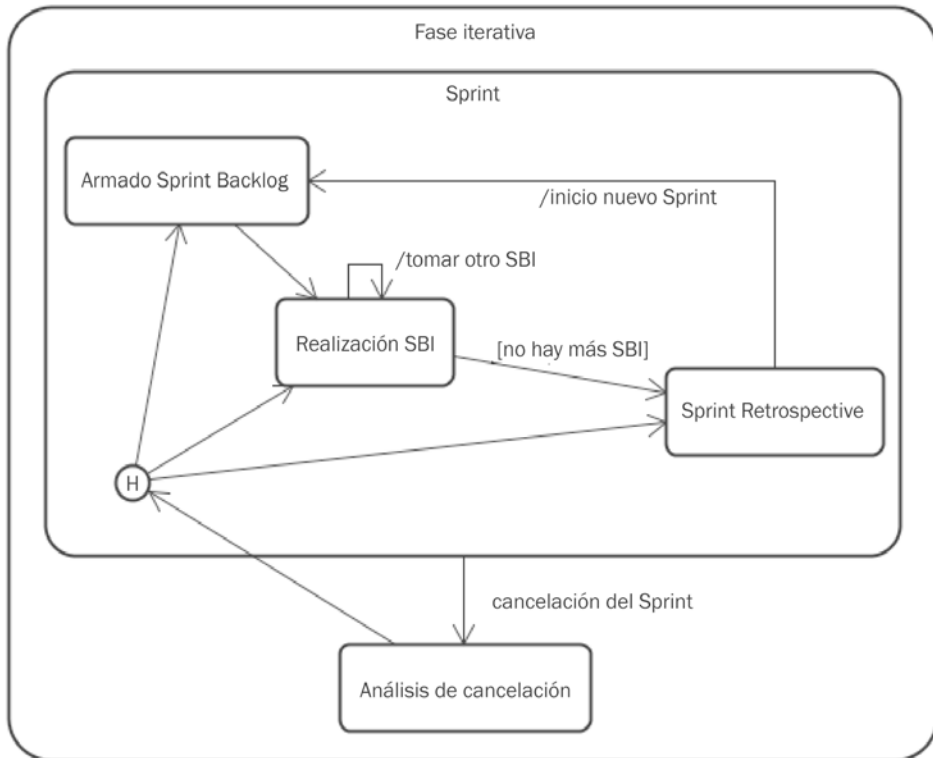 Fase iterativa
Sprint
Armado Sprint Backlog
/inicio nuevo Sprint
/tomar otro SBI
Realización SBI
[no hay más SBI]
Sprint Retrospective
H
cancelación del Sprint
Análisis de cancelación